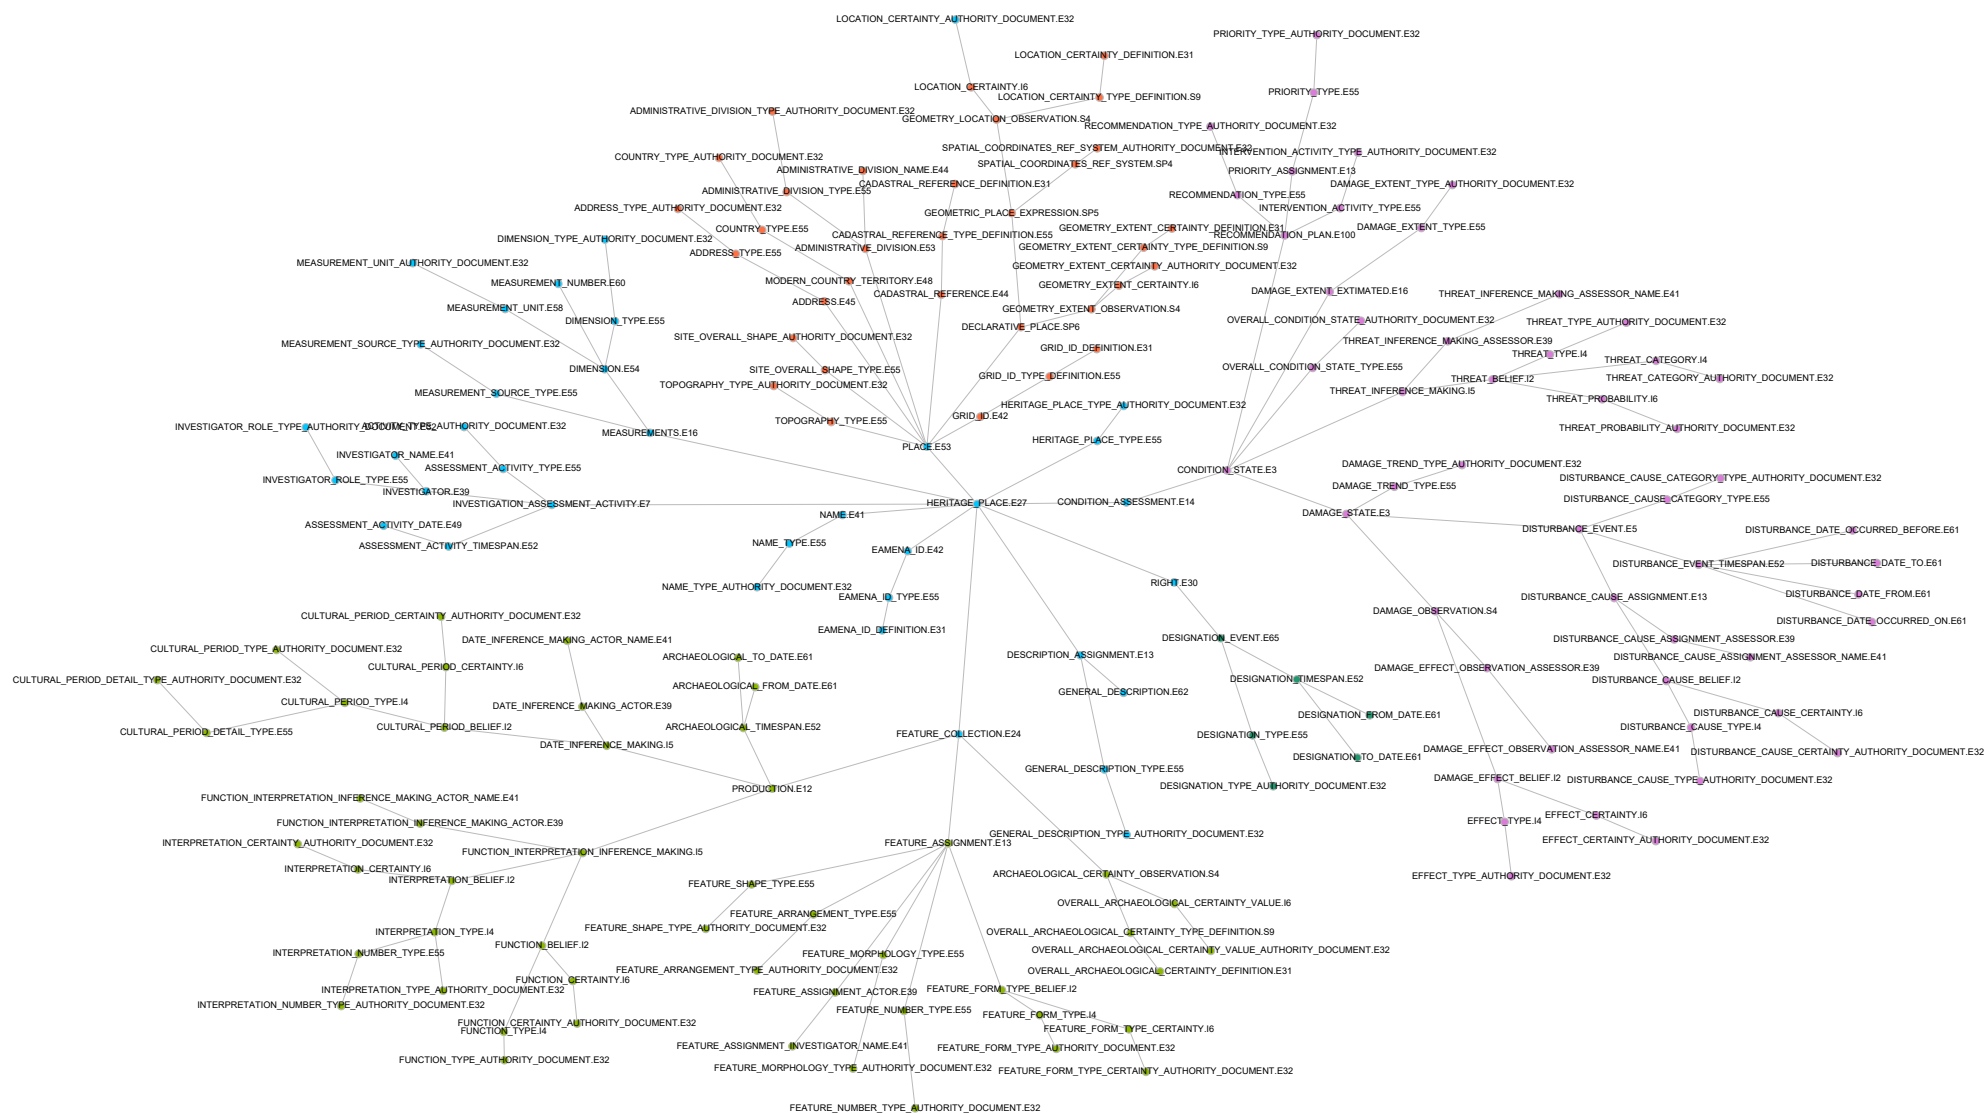 LOCATION_CERTAINTY_AUTHORITY_DOCUMENT.E32
PRIORITY_TYPE_AUTHORITY_DOCUMENT.E32
LOCATION_CERTAINTY_DEFINITION.E31
LOCATION_CERTAINTY.I6
PRIORITY_TYPE.E55
LOCATION_CERTAINTY_TYPE_DEFINITION.S9
ADMINISTRATIVE_DIVISION_TYPE_AUTHORITY_DOCUMENT.E32
GEOMETRY_LOCATION_OBSERVATION.S4
RECOMMENDATION_TYPE_AUTHORITY_DOCUMENT.E32
SPATIAL_COORDINATES_REF_SYSTEM_AUTHORITY_DOCUMENT.E32
INTERVENTION_ACTIVITY_TYPE_AUTHORITY_DOCUMENT.E32
COUNTRY_TYPE_AUTHORITY_DOCUMENT.E32
SPATIAL_COORDINATES_REF_SYSTEM.SP4
ADMINISTRATIVE_DIVISION_NAME.E44
PRIORITY_ASSIGNMENT.E13
CADASTRAL_REFERENCE_DEFINITION.E31
DAMAGE_EXTENT_TYPE_AUTHORITY_DOCUMENT.E32
ADMINISTRATIVE_DIVISION_TYPE.E55
RECOMMENDATION_TYPE.E55
ADDRESS_TYPE_AUTHORITY_DOCUMENT.E32
GEOMETRIC_PLACE_EXPRESSION.SP5
INTERVENTION_ACTIVITY_TYPE.E55
COUNTRY_TYPE.E55
GEOMETRY_EXTENT_CERTAINTY_DEFINITION.E31
DAMAGE_EXTENT_TYPE.E55
CADASTRAL_REFERENCE_TYPE_DEFINITION.E55
RECOMMENDATION_PLAN.E100
DIMENSION_TYPE_AUTHORITY_DOCUMENT.E32
ADMINISTRATIVE_DIVISION.E53
GEOMETRY_EXTENT_CERTAINTY_TYPE_DEFINITION.S9
ADDRESS_TYPE.E55
MEASUREMENT_UNIT_AUTHORITY_DOCUMENT.E32
GEOMETRY_EXTENT_CERTAINTY_AUTHORITY_DOCUMENT.E32
MEASUREMENT_NUMBER.E60
MODERN_COUNTRY_TERRITORY.E48
GEOMETRY_EXTENT_CERTAINTY.I6
DAMAGE_EXTENT_EXTIMATED.E16
THREAT_INFERENCE_MAKING_ASSESSOR_NAME.E41
CADASTRAL_REFERENCE.E44
ADDRESS.E45
MEASUREMENT_UNIT.E58
GEOMETRY_EXTENT_OBSERVATION.S4
DIMENSION_TYPE.E55
OVERALL_CONDITION_STATE_AUTHORITY_DOCUMENT.E32
THREAT_TYPE_AUTHORITY_DOCUMENT.E32
DECLARATIVE_PLACE.SP6
SITE_OVERALL_SHAPE_AUTHORITY_DOCUMENT.E32
THREAT_INFERENCE_MAKING_ASSESSOR.E39
MEASUREMENT_SOURCE_TYPE_AUTHORITY_DOCUMENT.E32
GRID_ID_DEFINITION.E31
THREAT_TYPE.I4
THREAT_CATEGORY.I4
DIMENSION.E54
SITE_OVERALL_SHAPE_TYPE.E55
OVERALL_CONDITION_STATE_TYPE.E55
GRID_ID_TYPE_DEFINITION.E55
THREAT_BELIEF.I2
THREAT_CATEGORY_AUTHORITY_DOCUMENT.E32
TOPOGRAPHY_TYPE_AUTHORITY_DOCUMENT.E32
MEASUREMENT_SOURCE_TYPE.E55
THREAT_INFERENCE_MAKING.I5
THREAT_PROBABILITY.I6
HERITAGE_PLACE_TYPE_AUTHORITY_DOCUMENT.E32
GRID_ID.E42
TOPOGRAPHY_TYPE.E55
INVESTIGATOR_ROLE_TYPE_AUTHORITY_DOCUMENT.E32
ACTIVITY_TYPE_AUTHORITY_DOCUMENT.E32
THREAT_PROBABILITY_AUTHORITY_DOCUMENT.E32
MEASUREMENTS.E16
HERITAGE_PLACE_TYPE.E55
PLACE.E53
INVESTIGATOR_NAME.E41
ASSESSMENT_ACTIVITY_TYPE.E55
CONDITION_STATE.E3
DAMAGE_TREND_TYPE_AUTHORITY_DOCUMENT.E32
INVESTIGATOR_ROLE_TYPE.E55
DISTURBANCE_CAUSE_CATEGORY_TYPE_AUTHORITY_DOCUMENT.E32
DAMAGE_TREND_TYPE.E55
INVESTIGATOR.E39
DISTURBANCE_CAUSE_CATEGORY_TYPE.E55
INVESTIGATION_ASSESSMENT_ACTIVITY.E7
HERITAGE_PLACE.E27
CONDITION_ASSESSMENT.E14
NAME.E41
DAMAGE_STATE.E3
ASSESSMENT_ACTIVITY_DATE.E49
DISTURBANCE_EVENT.E5
DISTURBANCE_DATE_OCCURRED_BEFORE.E61
ASSESSMENT_ACTIVITY_TIMESPAN.E52
NAME_TYPE.E55
EAMENA_ID.E42
DISTURBANCE_EVENT_TIMESPAN.E52
DISTURBANCE_DATE_TO.E61
NAME_TYPE_AUTHORITY_DOCUMENT.E32
RIGHT.E30
EAMENA_ID_TYPE.E55
DISTURBANCE_CAUSE_ASSIGNMENT.E13
DISTURBANCE_DATE_FROM.E61
DAMAGE_OBSERVATION.S4
CULTURAL_PERIOD_CERTAINTY_AUTHORITY_DOCUMENT.E32
DISTURBANCE_DATE_OCCURRED_ON.E61
EAMENA_ID_DEFINITION.E31
DATE_INFERENCE_MAKING_ACTOR_NAME.E41
DESIGNATION_EVENT.E65
DISTURBANCE_CAUSE_ASSIGNMENT_ASSESSOR.E39
CULTURAL_PERIOD_TYPE_AUTHORITY_DOCUMENT.E32
ARCHAEOLOGICAL_TO_DATE.E61
DESCRIPTION_ASSIGNMENT.E13
DISTURBANCE_CAUSE_ASSIGNMENT_ASSESSOR_NAME.E41
CULTURAL_PERIOD_CERTAINTY.I6
DAMAGE_EFFECT_OBSERVATION_ASSESSOR.E39
CULTURAL_PERIOD_DETAIL_TYPE_AUTHORITY_DOCUMENT.E32
DESIGNATION_TIMESPAN.E52
DISTURBANCE_CAUSE_BELIEF.I2
ARCHAEOLOGICAL_FROM_DATE.E61
GENERAL_DESCRIPTION.E62
CULTURAL_PERIOD_TYPE.I4
DATE_INFERENCE_MAKING_ACTOR.E39
DISTURBANCE_CAUSE_CERTAINTY.I6
DESIGNATION_FROM_DATE.E61
CULTURAL_PERIOD_BELIEF.I2
ARCHAEOLOGICAL_TIMESPAN.E52
DISTURBANCE_CAUSE_TYPE.I4
CULTURAL_PERIOD_DETAIL_TYPE.E55
FEATURE_COLLECTION.E24
DESIGNATION_TYPE.E55
DATE_INFERENCE_MAKING.I5
DAMAGE_EFFECT_OBSERVATION_ASSESSOR_NAME.E41
DISTURBANCE_CAUSE_CERTAINTY_AUTHORITY_DOCUMENT.E32
DESIGNATION_TO_DATE.E61
GENERAL_DESCRIPTION_TYPE.E55
DAMAGE_EFFECT_BELIEF.I2
DISTURBANCE_CAUSE_TYPE_AUTHORITY_DOCUMENT.E32
DESIGNATION_TYPE_AUTHORITY_DOCUMENT.E32
PRODUCTION.E12
FUNCTION_INTERPRETATION_INFERENCE_MAKING_ACTOR_NAME.E41
EFFECT_CERTAINTY.I6
EFFECT_TYPE.I4
FUNCTION_INTERPRETATION_INFERENCE_MAKING_ACTOR.E39
GENERAL_DESCRIPTION_TYPE_AUTHORITY_DOCUMENT.E32
EFFECT_CERTAINTY_AUTHORITY_DOCUMENT.E32
INTERPRETATION_CERTAINTY_AUTHORITY_DOCUMENT.E32
FEATURE_ASSIGNMENT.E13
FUNCTION_INTERPRETATION_INFERENCE_MAKING.I5
INTERPRETATION_CERTAINTY.I6
ARCHAEOLOGICAL_CERTAINTY_OBSERVATION.S4
EFFECT_TYPE_AUTHORITY_DOCUMENT.E32
INTERPRETATION_BELIEF.I2
FEATURE_SHAPE_TYPE.E55
OVERALL_ARCHAEOLOGICAL_CERTAINTY_VALUE.I6
FEATURE_ARRANGEMENT_TYPE.E55
FEATURE_SHAPE_TYPE_AUTHORITY_DOCUMENT.E32
INTERPRETATION_TYPE.I4
OVERALL_ARCHAEOLOGICAL_CERTAINTY_TYPE_DEFINITION.S9
FUNCTION_BELIEF.I2
INTERPRETATION_NUMBER_TYPE.E55
FEATURE_MORPHOLOGY_TYPE.E55
OVERALL_ARCHAEOLOGICAL_CERTAINTY_VALUE_AUTHORITY_DOCUMENT.E32
FEATURE_ARRANGEMENT_TYPE_AUTHORITY_DOCUMENT.E32
OVERALL_ARCHAEOLOGICAL_CERTAINTY_DEFINITION.E31
FUNCTION_CERTAINTY.I6
INTERPRETATION_TYPE_AUTHORITY_DOCUMENT.E32
FEATURE_ASSIGNMENT_ACTOR.E39
FEATURE_FORM_TYPE_BELIEF.I2
INTERPRETATION_NUMBER_TYPE_AUTHORITY_DOCUMENT.E32
FEATURE_NUMBER_TYPE.E55
FEATURE_FORM_TYPE.I4
FUNCTION_CERTAINTY_AUTHORITY_DOCUMENT.E32
FUNCTION_TYPE.I4
FEATURE_FORM_TYPE_CERTAINTY.I6
FEATURE_ASSIGNMENT_INVESTIGATOR_NAME.E41
FEATURE_FORM_TYPE_AUTHORITY_DOCUMENT.E32
FUNCTION_TYPE_AUTHORITY_DOCUMENT.E32
FEATURE_MORPHOLOGY_TYPE_AUTHORITY_DOCUMENT.E32
FEATURE_FORM_TYPE_CERTAINTY_AUTHORITY_DOCUMENT.E32
FEATURE_NUMBER_TYPE_AUTHORITY_DOCUMENT.E32